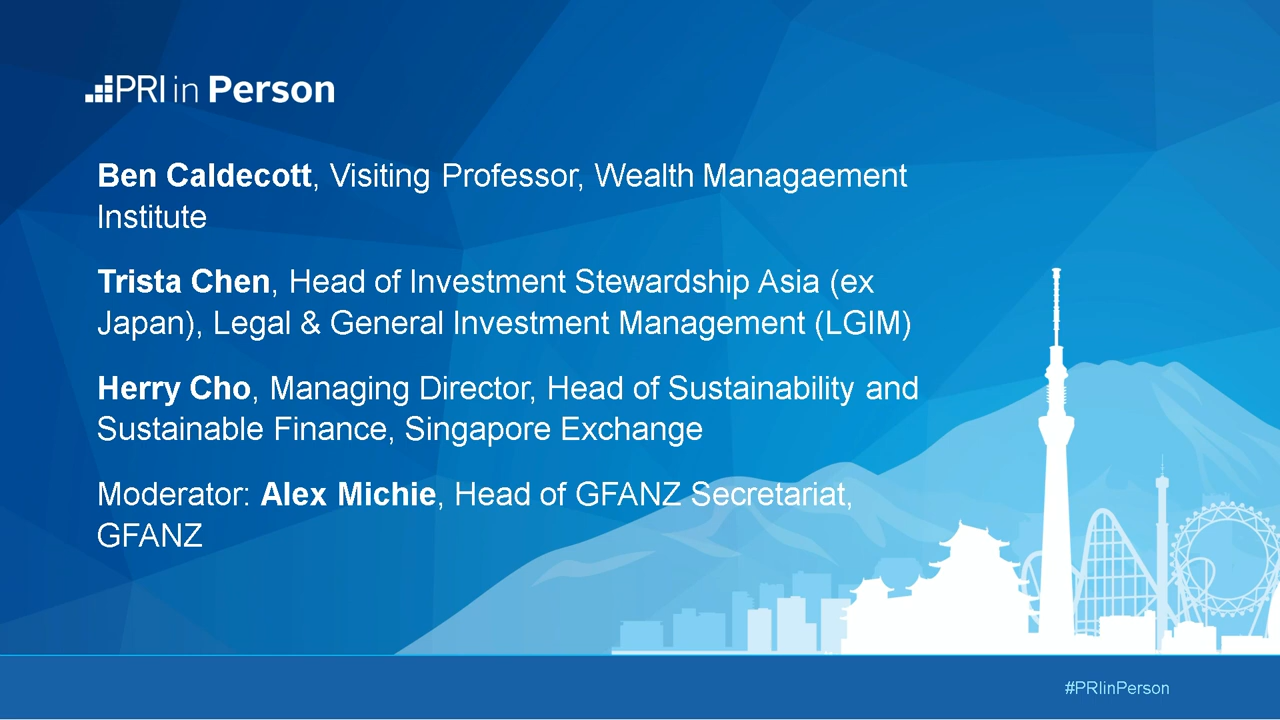 PRI in Person
Ben Caldecott, Visiting Professor, Wealth Managaement
Institute
Trista Chen, Head of Investment Stewardship Asia (ex
Japan), Legal & General Investment Management (LGIM)
Herry Cho, Managing Director, Head of Sustainability and
Sustainable Finance, Singapore Exchange
Moderator: Alex Michie, Head of GFANZ Secretariat,
GFANZ
#PRIinPerson